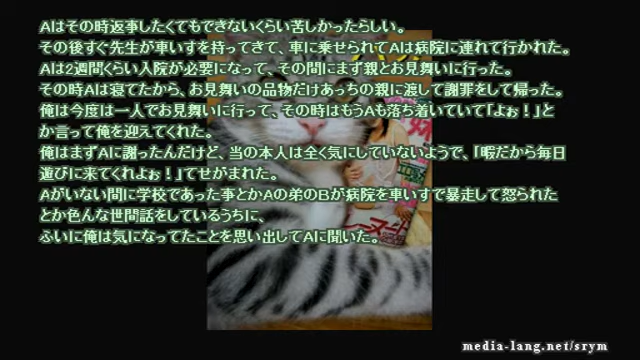 Aはその時返事したくてもできないくらい苦しかったらしい。
その後すぐ先生が車いすを持ってきて、車に乗せられてAは病院に連れて行かれた。
Aは2週間くらい入院が必要になって、その間にまず親とお見舞いに行った。
その時Aは寝てたから、お見舞いの品物だけあっちの親に渡して謝罪をして帰った。
俺は今度は一人でお見舞いに行って、その時はもうAも落ち着いていて「よぉ！」と
か言って俺を迎えてくれた。
俺はまずAに謝ったんだけど、当の本人は全く気にしていないようで、「暇だから毎日
遊びに来てくれよぉ！」てせがまれた。
Aがいない間に学校であった事とかAの弟のBが病院を車いすで暴走して怒られた
とか色んな世間話をしているうちに、
ふいに俺は気になってたことを思い出してAに聞いた。
media-lang.net/srym